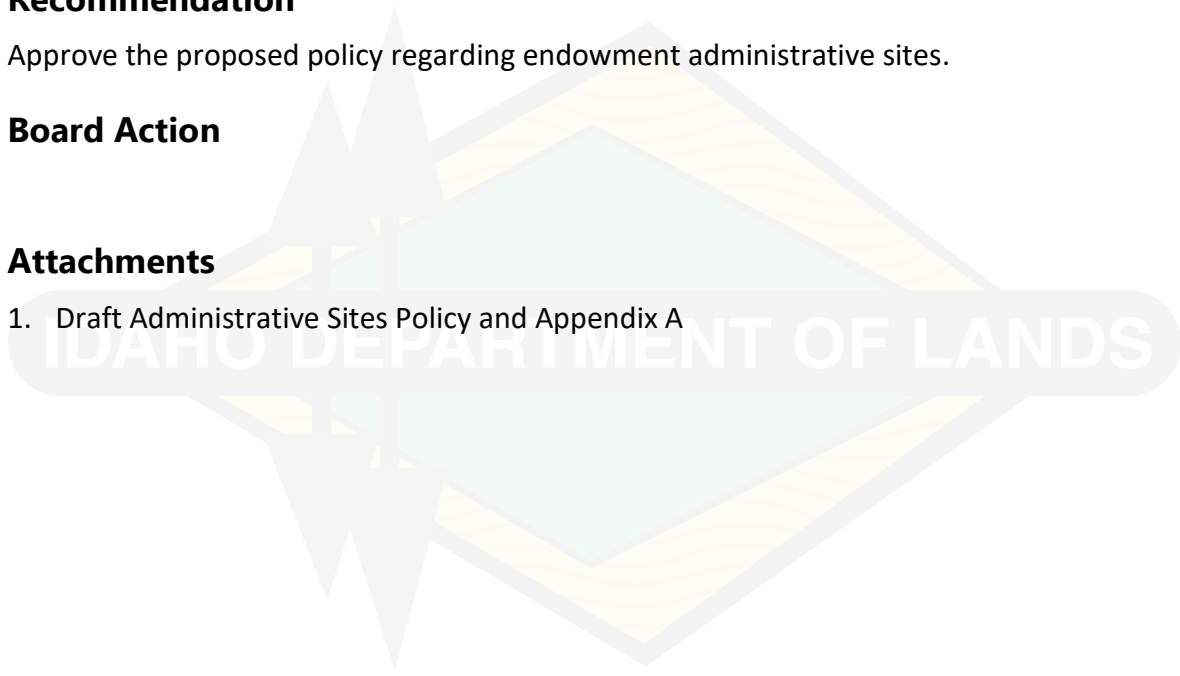 Recommendation
Approve the proposed policy regarding endowment administrative sites.
Board Action
Attachments
1. Draft Administrative Sites Policy and Appendix A
IDAHO DEPARTMENT OF LANDS